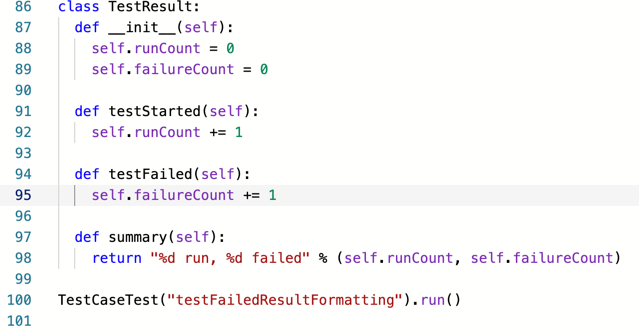 86 class TestResult:
87   def __init__(self):
88     self.runCount = 0
89     self.failureCount = 0
90
91   def testStarted(self):
92     self.runCount += 1
93
94   def testFailed(self):
95     self.failureCount += 1
96
97   def summary(self):
98     return "%d run, %d failed" % (self.runCount, self.failureCount)
99
100 TestCaseTest("testFailedResultFormatting").run()
101